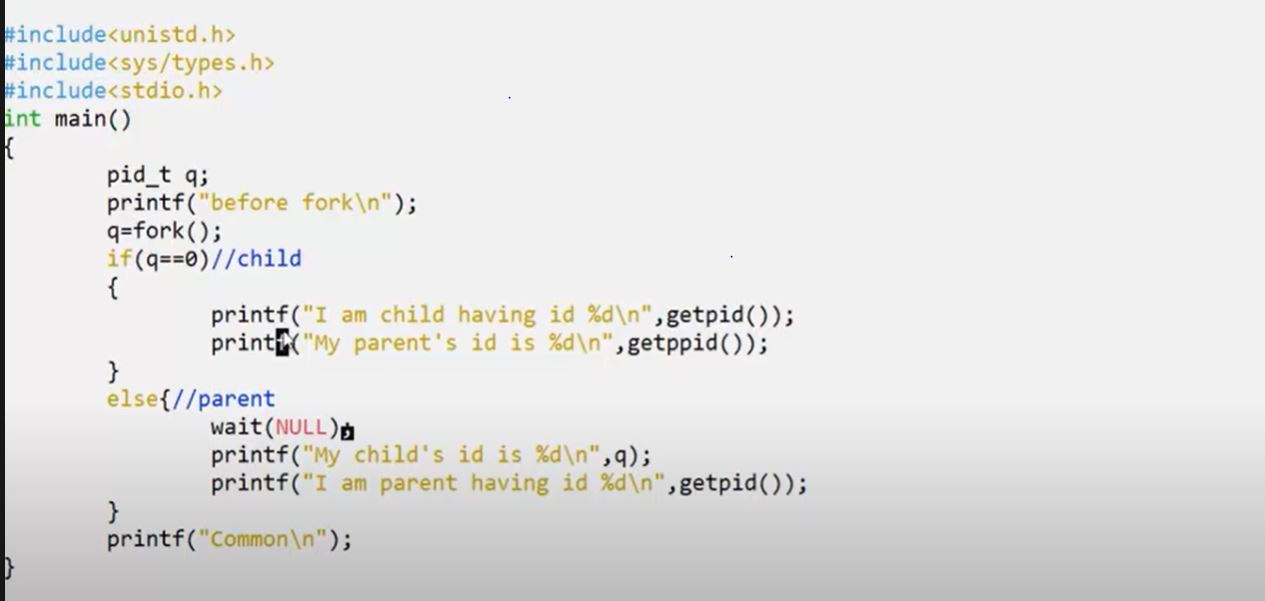 #include<unistd.h>
#include<sys/types.h>
#include<stdio.h>
int main()
{
pid_t q;
printf("before fork\n");
q=fork();
if(q==0)//child
{
printf("I am child having id %d\n",getpid());
printf("My parent's id is %d\n",getppid());
}
else{//parent
wait(NULL);
printf("My child's id is %d\n",q);
printf("I am parent having id %d\n",getpid());
}
printf("Common\n");
}